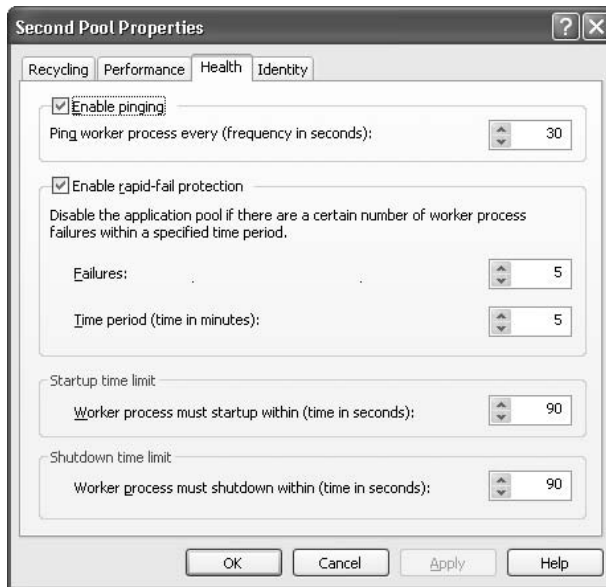 Second Pool Properties
Recycling Performance Health Identity
Enable pinging
Ping worker process every (frequency in seconds): 30
Enable rapid-fail protection
Disable the application pool if there are a certain number of worker process
failures within a specified time period.
Failures: 5
Time period (time in minutes): 5
Startup time limit
Worker process must startup within (time in seconds): 90
Shutdown time limit
Worker process must shutdown within (time in seconds): 90
OK Cancel Apply Help